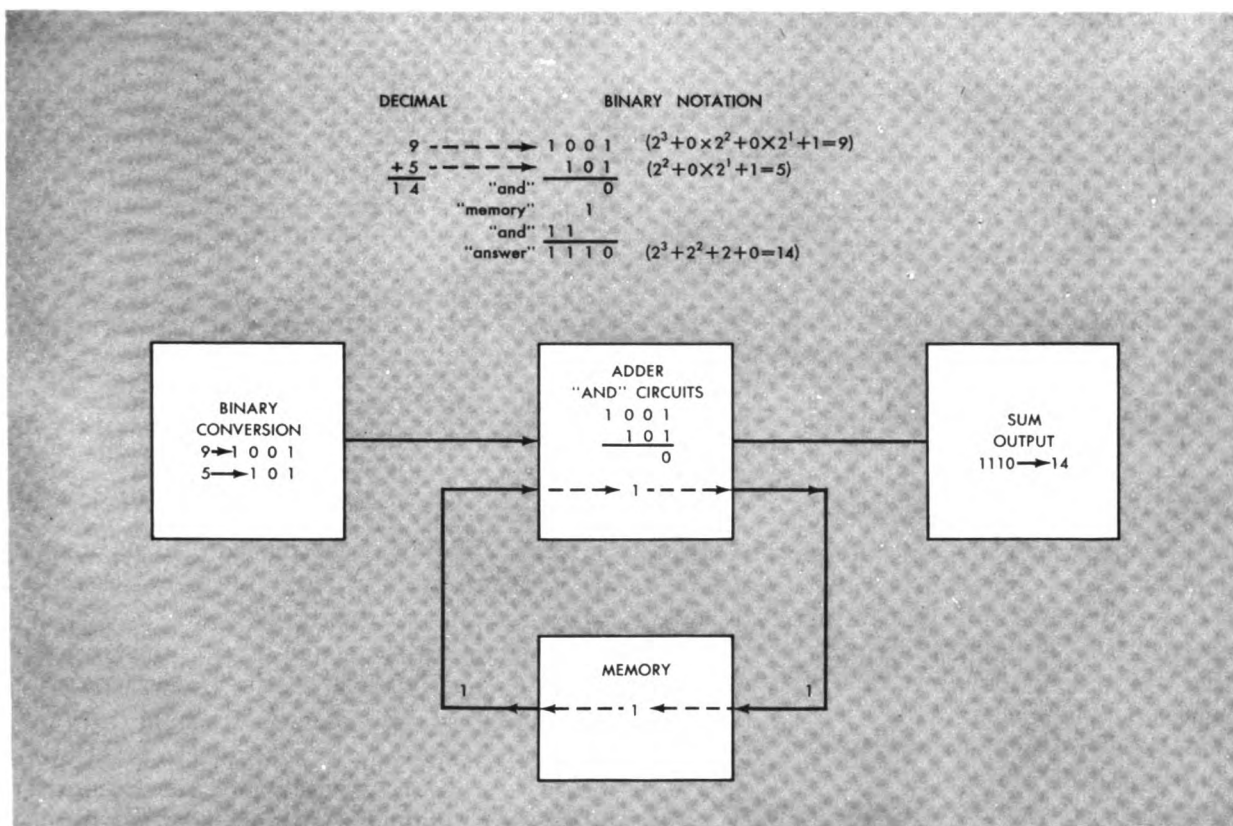 DECIMAL BINARY NOTATION
9 1 0 0 1 (2³+0×2²+0×2¹+1=9)
+5 1 0 1 (2²+0×2¹+1=5)
1 4 "and" 0
"memory" 1
"and" 1 1
"answer" 1 1 1 0 (2³+2²+2+0=14)
BINARY
CONVERSION
9→1 0 0 1
5→1 0 1
ADDER
"AND" CIRCUITS
1 0 0 1
1 0 1
0
1
SUM
OUTPUT
1110→14
MEMORY
1
1
1